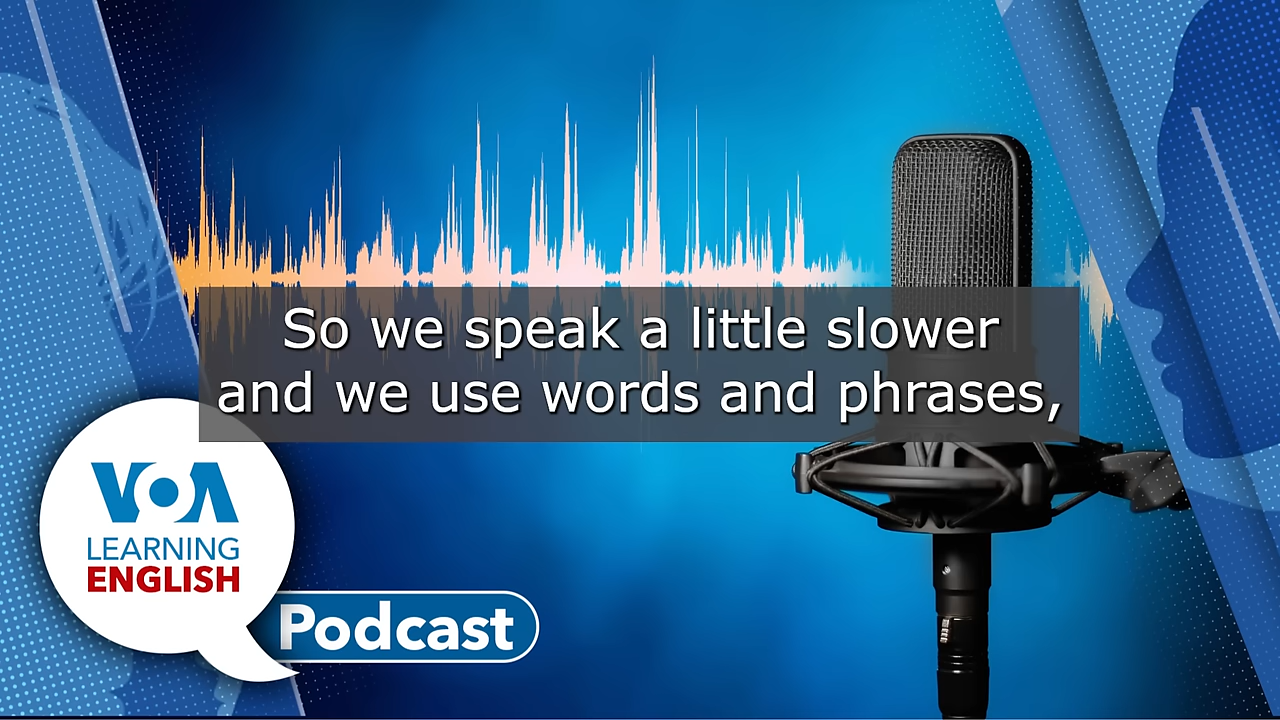 So we speak a little slower
and we use words and phrases,
VOA
LEARNING
ENGLISH
Podcast